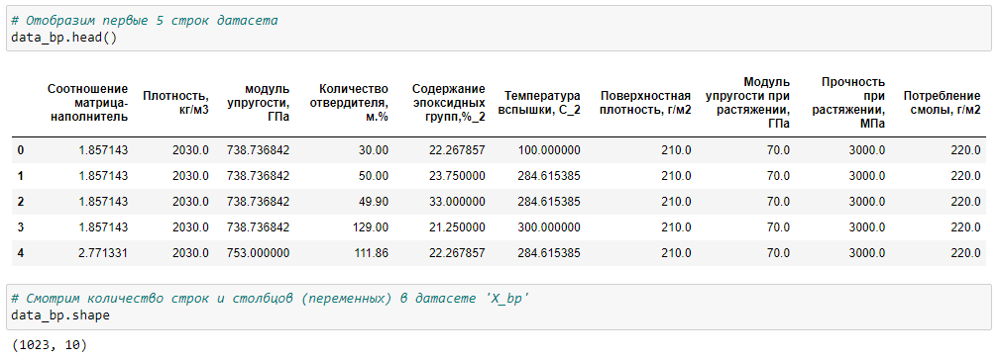 # Отобразим первые 5 строк датасета
data_bp.head()
Соотношение матрица-наполнитель Плотность, кг/м3 модуль упругости, ГПа Количество отвердителя, м.% Содержание эпоксидных групп,%_2 Температура вспышки, С_2 Поверхностная плотность, г/м2 Модуль упругости при растяжении, ГПа Прочность при растяжении, МПа Потребление смолы, г/м2
0 1.857143 2030.0 738.736842 30.00 22.267857 100.000000 210.0 70.0 3000.0 220.0
1 1.857143 2030.0 738.736842 50.00 23.750000 284.615385 210.0 70.0 3000.0 220.0
2 1.857143 2030.0 738.736842 49.90 33.000000 284.615385 210.0 70.0 3000.0 220.0
3 1.857143 2030.0 738.736842 129.00 21.250000 300.000000 210.0 70.0 3000.0 220.0
4 2.771331 2030.0 753.000000 111.86 22.267857 284.615385 210.0 70.0 3000.0 220.0
# Смотрим количество строк и столбцов (переменных) в датасете 'X_bp'
data_bp.shape
(1023, 10)